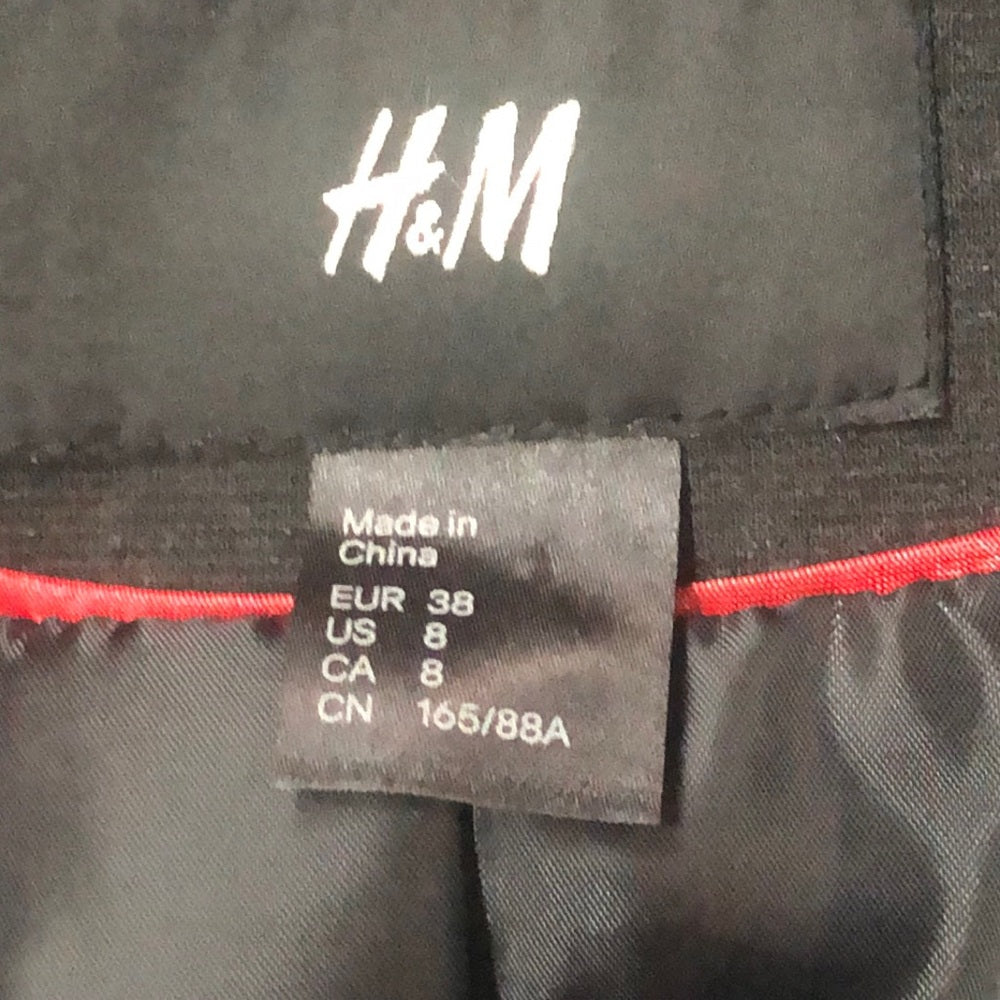 H&M
Made in
China
EUR 38
US 8
CA 8
CN 165/88A